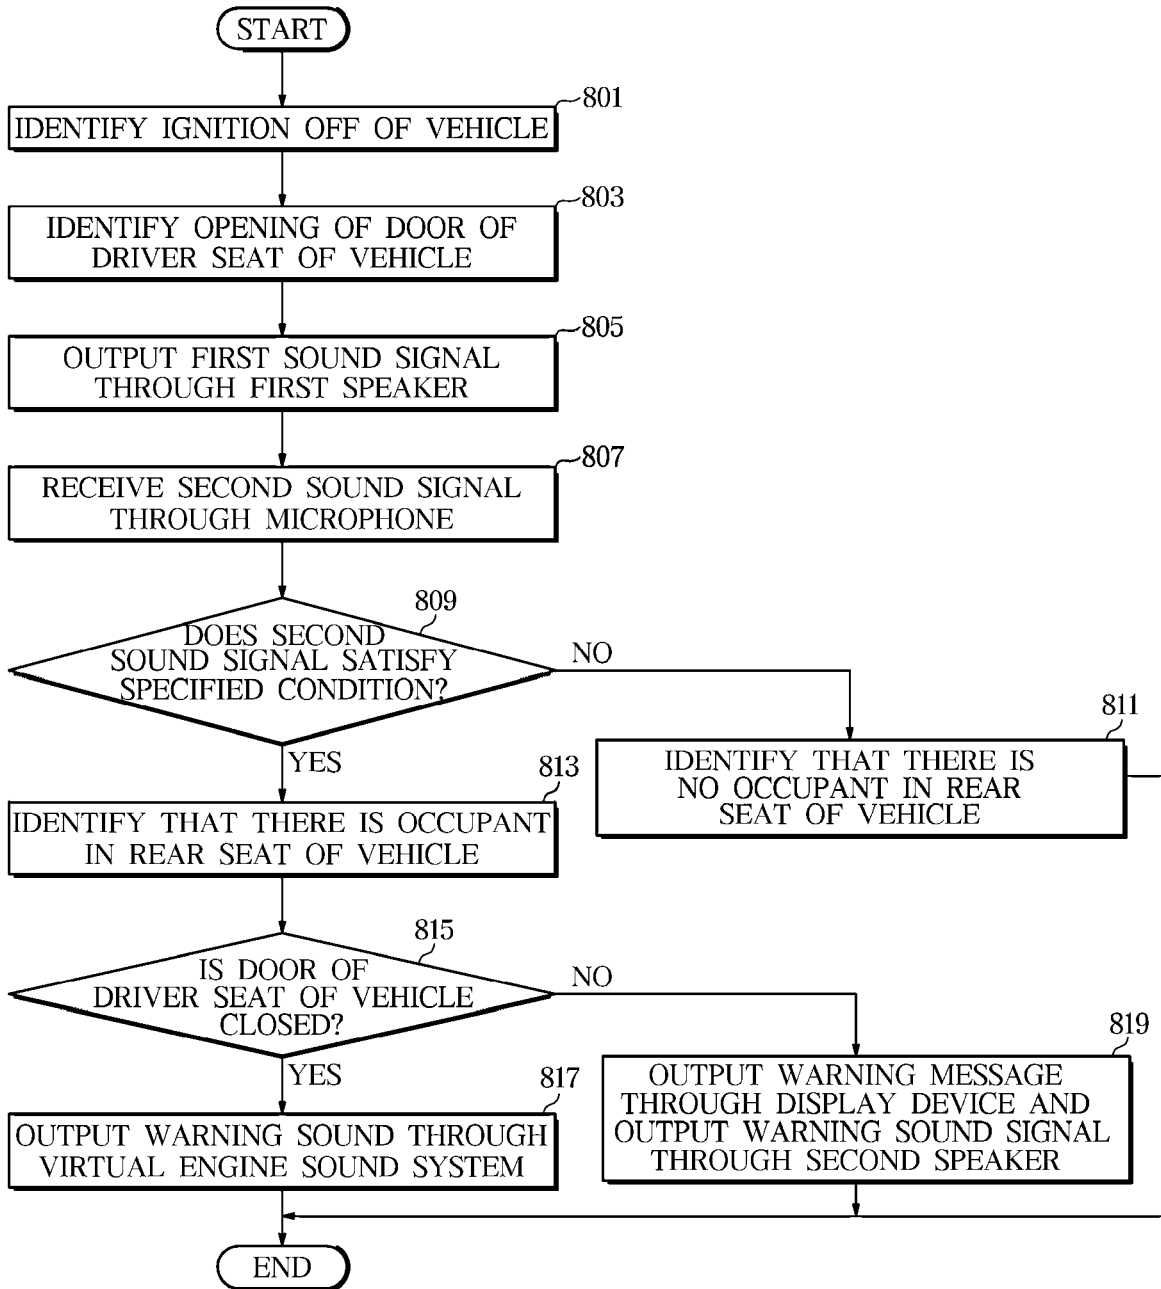 START
801
IDENTIFY IGNITION OFF OF VEHICLE
803
IDENTIFY OPENING OF DOOR OF
DRIVER SEAT OF VEHICLE
805
OUTPUT FIRST SOUND SIGNAL
THROUGH FIRST SPEAKER
807
RECEIVE SECOND SOUND SIGNAL
THROUGH MICROPHONE
809
DOES SECOND
SOUND SIGNAL SATISFY
SPECIFIED CONDITION?
NO
YES
811
IDENTIFY THAT THERE IS
NO OCCUPANT IN REAR
SEAT OF VEHICLE
813
IDENTIFY THAT THERE IS OCCUPANT
IN REAR SEAT OF VEHICLE
815
IS DOOR OF
DRIVER SEAT OF VEHICLE
CLOSED?
NO
YES
817
OUTPUT WARNING SOUND THROUGH
VIRTUAL ENGINE SOUND SYSTEM
819
OUTPUT WARNING MESSAGE
THROUGH DISPLAY DEVICE AND
OUTPUT WARNING SOUND SIGNAL
THROUGH SECOND SPEAKER
END